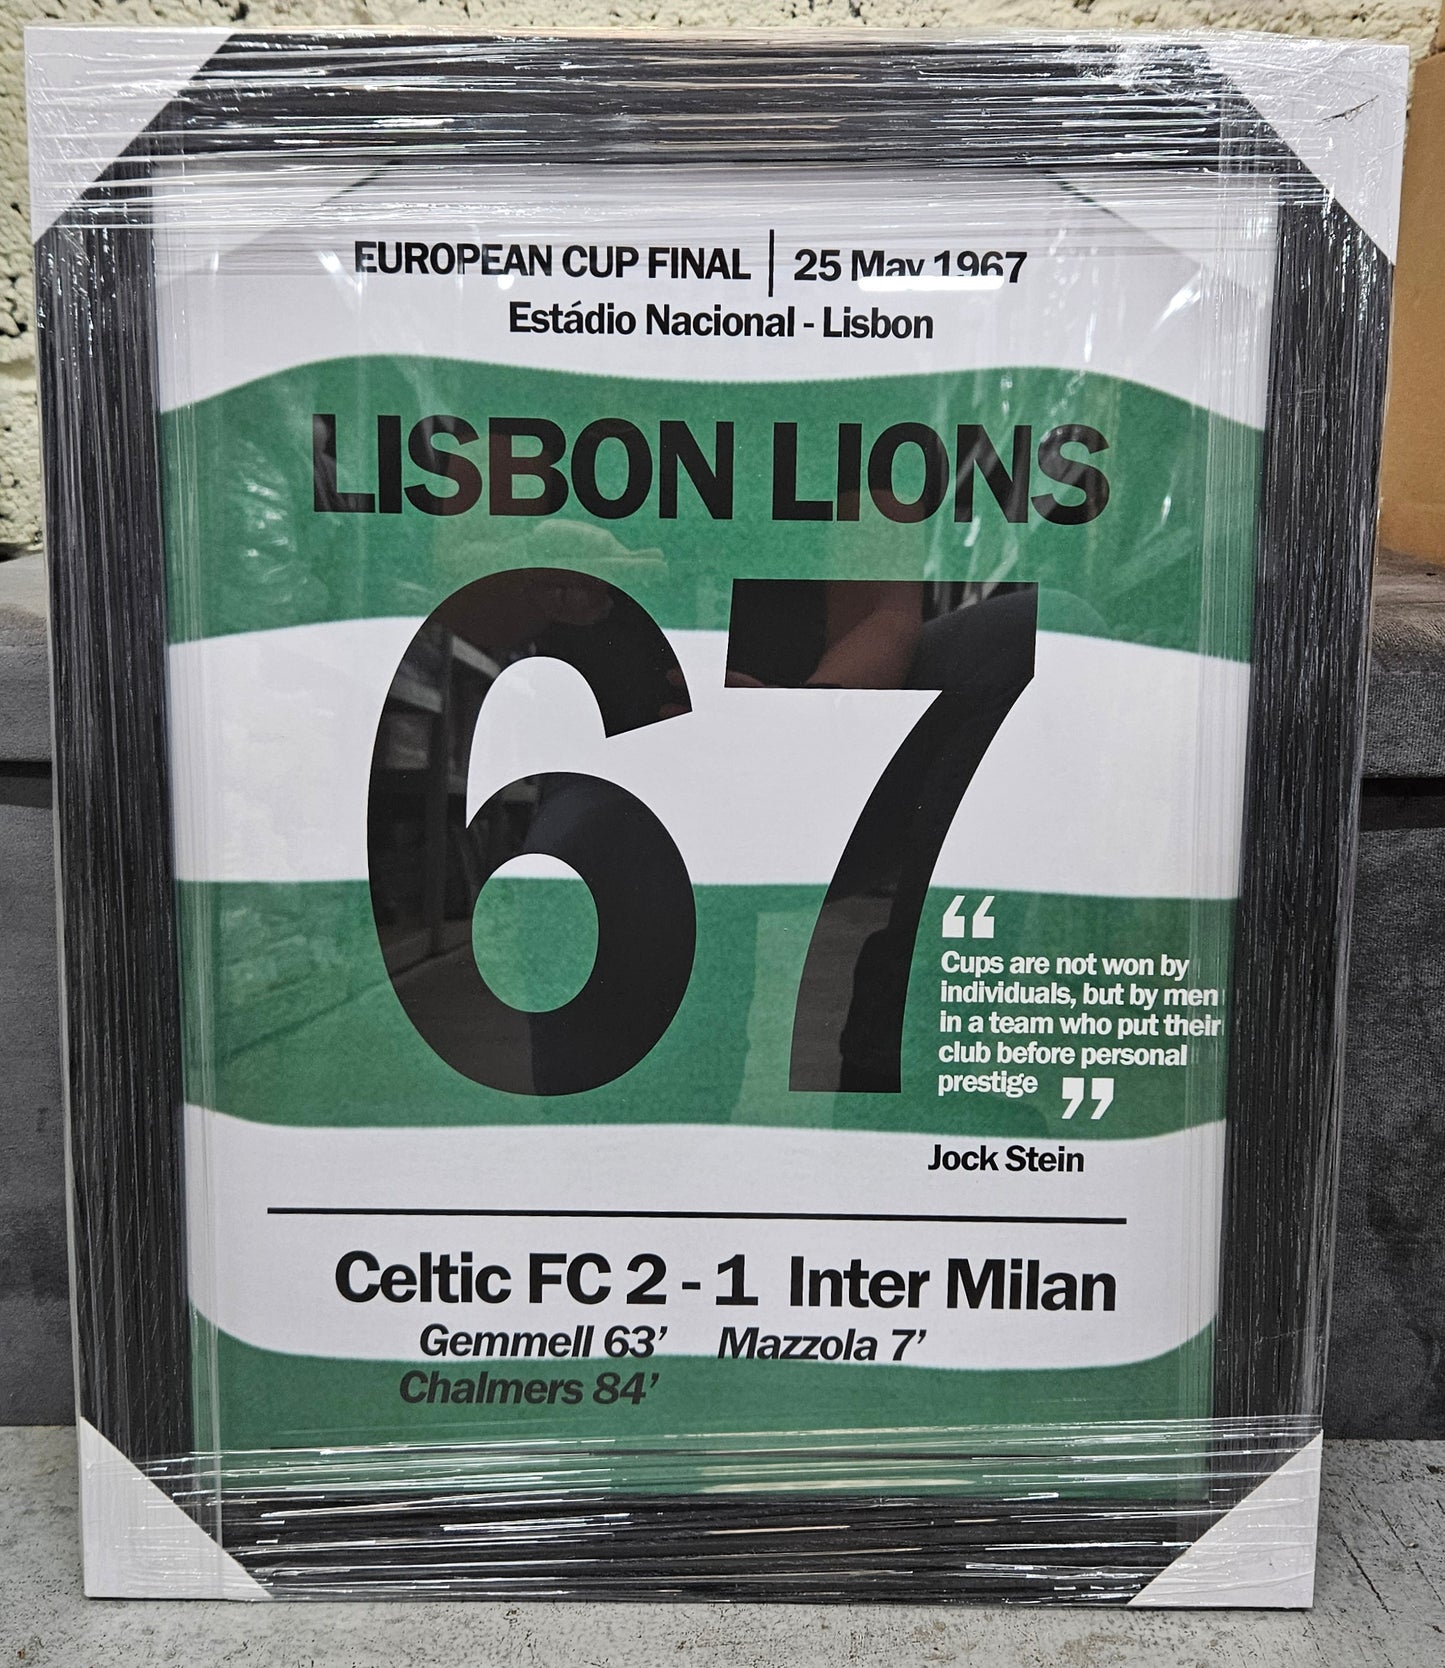 EUROPEAN CUP FINAL | 25 May 1967
Estádio Nacional - Lisbon
LISBON LIONS
67
“
Cups are not won by
individuals, but by men
in a team who put their
club before personal
prestige ”
Jock Stein
Celtic FC 2 - 1 Inter Milan
Gemmell 63’ Mazzola 7’
Chalmers 84’